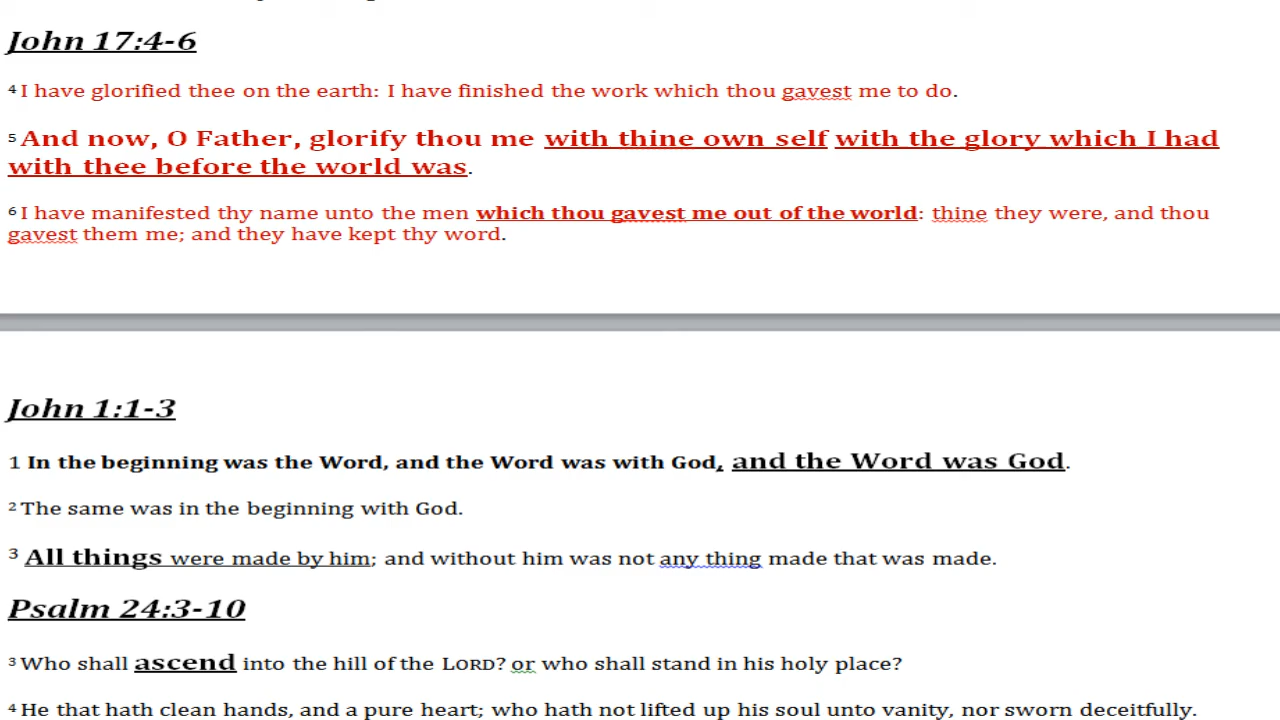 John 17:4-6
4 I have glorified thee on the earth: I have finished the work which thou gavest me to do.
5 And now, O Father, glorify thou me with thine own self with the glory which I had
with thee before the world was.
6 I have manifested thy name unto the men which thou gavest me out of the world: thine they were, and thou
gavest them me; and they have kept thy word.
John 1:1-3
1 In the beginning was the Word, and the Word was with God, and the Word was God.
2 The same was in the beginning with God.
3 All things were made by him; and without him was not any thing made that was made.
Psalm 24:3-10
3 Who shall ascend into the hill of the LORD? or who shall stand in his holy place?
4 He that hath clean hands, and a pure heart; who hath not lifted up his soul unto vanity, nor sworn deceitfully.